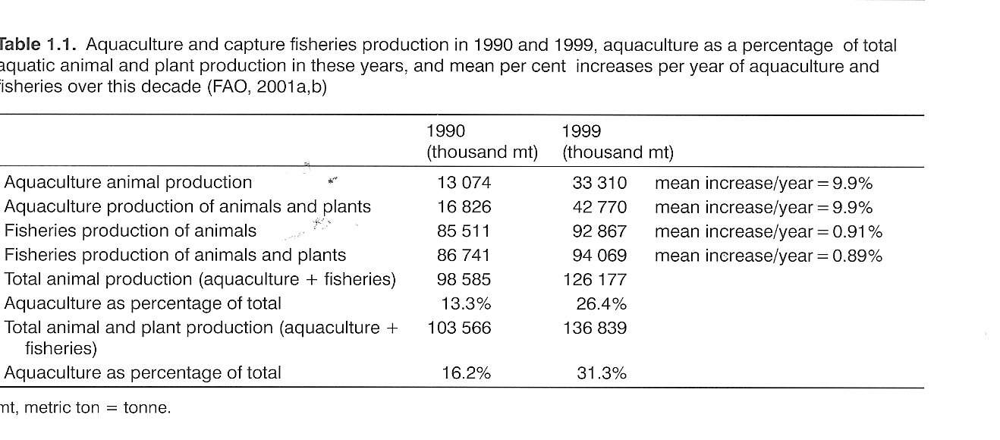 Table 1.1. Aquaculture and capture fisheries production in 1990 and 1999, aquaculture as a percentage of total
aquatic animal and plant production in these years, and mean per cent increases per year of aquaculture and
fisheries over this decade (FAO, 2001a,b)
1990 1999
(thousand mt) (thousand mt)
Aquaculture animal production 13 074 33 310 mean increase/year = 9.9%
Aquaculture production of animals and plants 16 826 42 770 mean increase/year = 9.9%
Fisheries production of animals 85 511 92 867 mean increase/year = 0.91%
Fisheries production of animals and plants 86 741 94 069 mean increase/year = 0.89%
Total animal production (aquaculture + fisheries) 98 585 126 177
Aquaculture as percentage of total 13.3% 26.4%
Total animal and plant production (aquaculture + 103 566 136 839
fisheries)
Aquaculture as percentage of total 16.2% 31.3%
mt, metric ton = tonne.